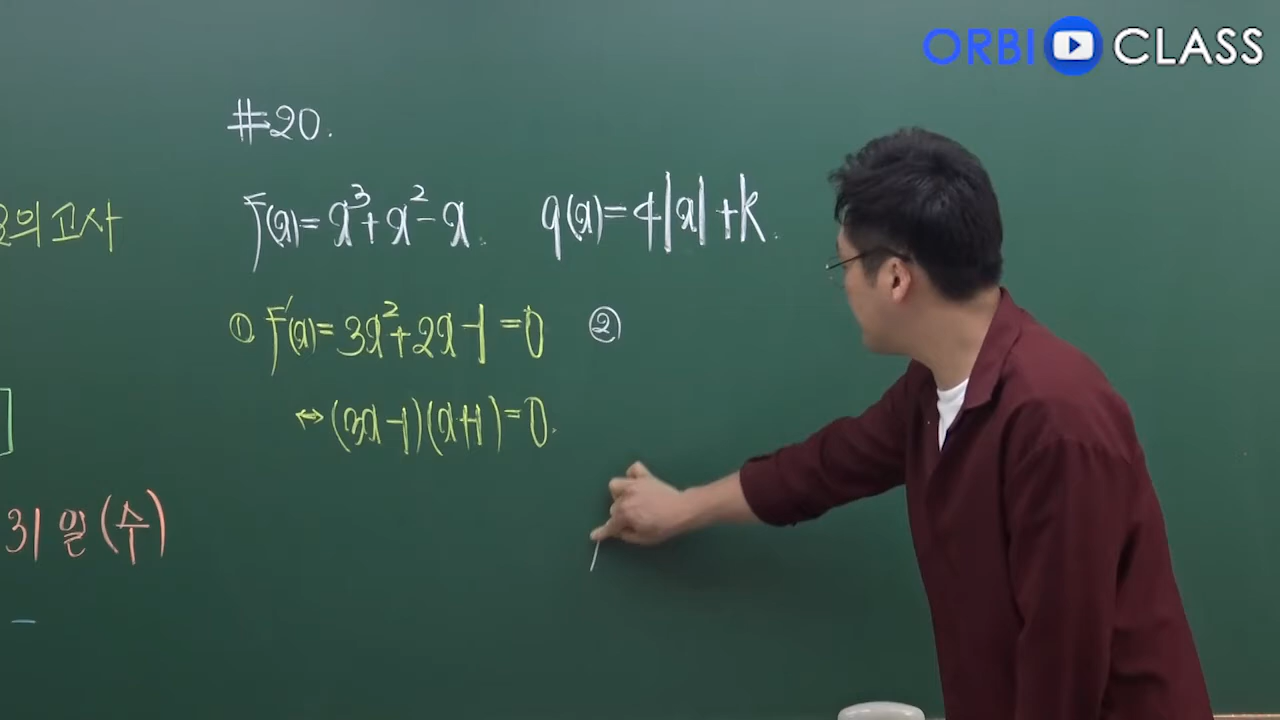 ORBI CLASS
#20.
f(x)=x³+x²-x. g(x)=4|x|+k.
의고사
① f'(x)=3x²+2x-1=0 ②
↔(3x-1)(x+1)=0.
31일(수)